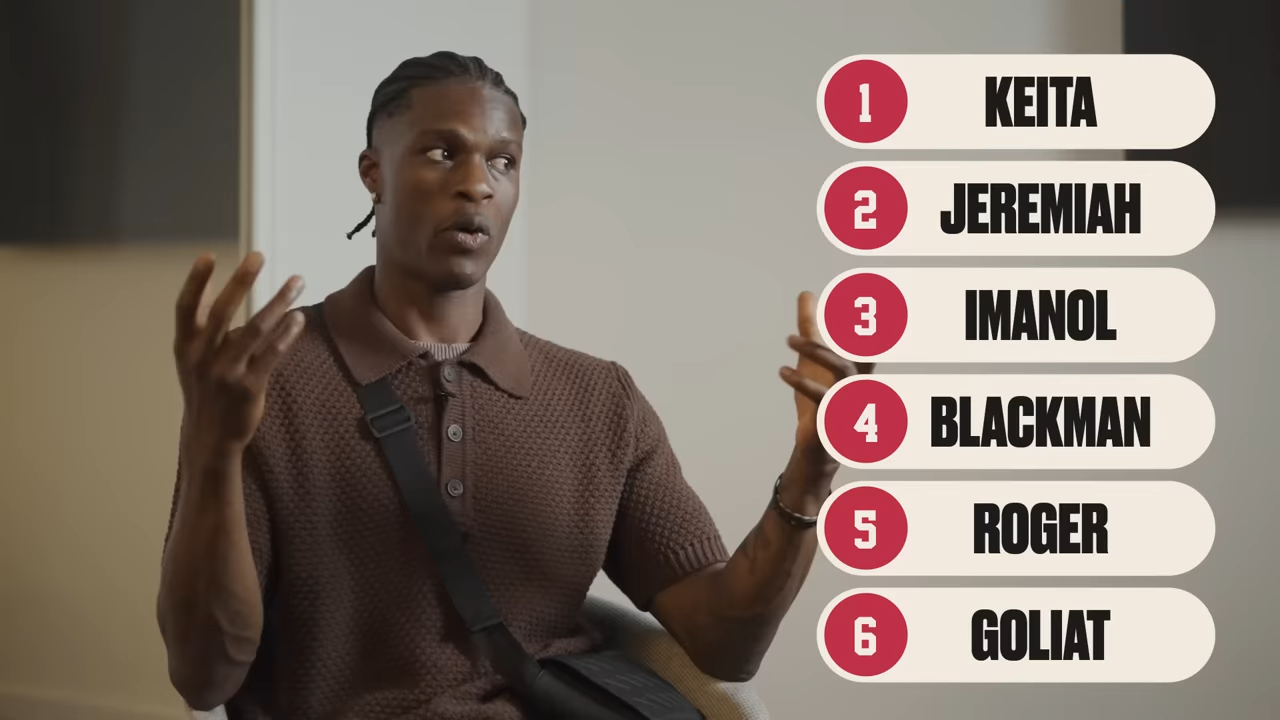 1 KEITA
2 JEREMIAH
3 IMANOL
4 BLACKMAN
5 ROGER
6 GOLIAT